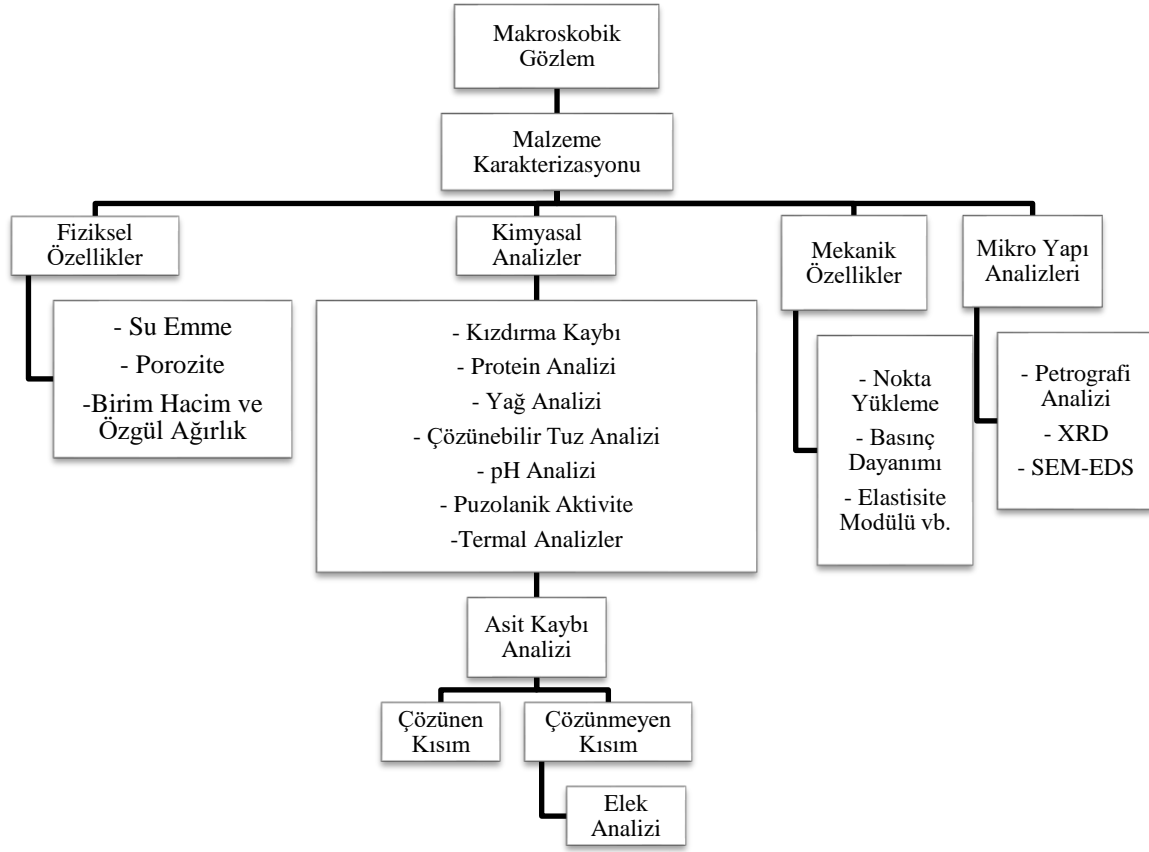 Makroskobik
Gözlem
Malzeme
Karakterizasyonu
Fiziksel
Özellikler
- Su Emme
- Porozite
-Birim Hacim ve
Özgül Ağırlık
Kimyasal
Analizler
- Kızdırma Kaybı
- Protein Analizi
- Yağ Analizi
- Çözünebilir Tuz Analizi
- pH Analizi
- Puzolanik Aktivite
-Termal Analizler
Asit Kaybı
Analizi
Çözünen
Kısım
Çözünmeyen
Kısım
Elek
Analizi
Mekanik
Özellikler
- Nokta
Yükleme
- Basınç
Dayanımı
- Elastisite
Modülü vb.
Mikro Yapı
Analizleri
- Petrografi
Analizi
- XRD
- SEM-EDS